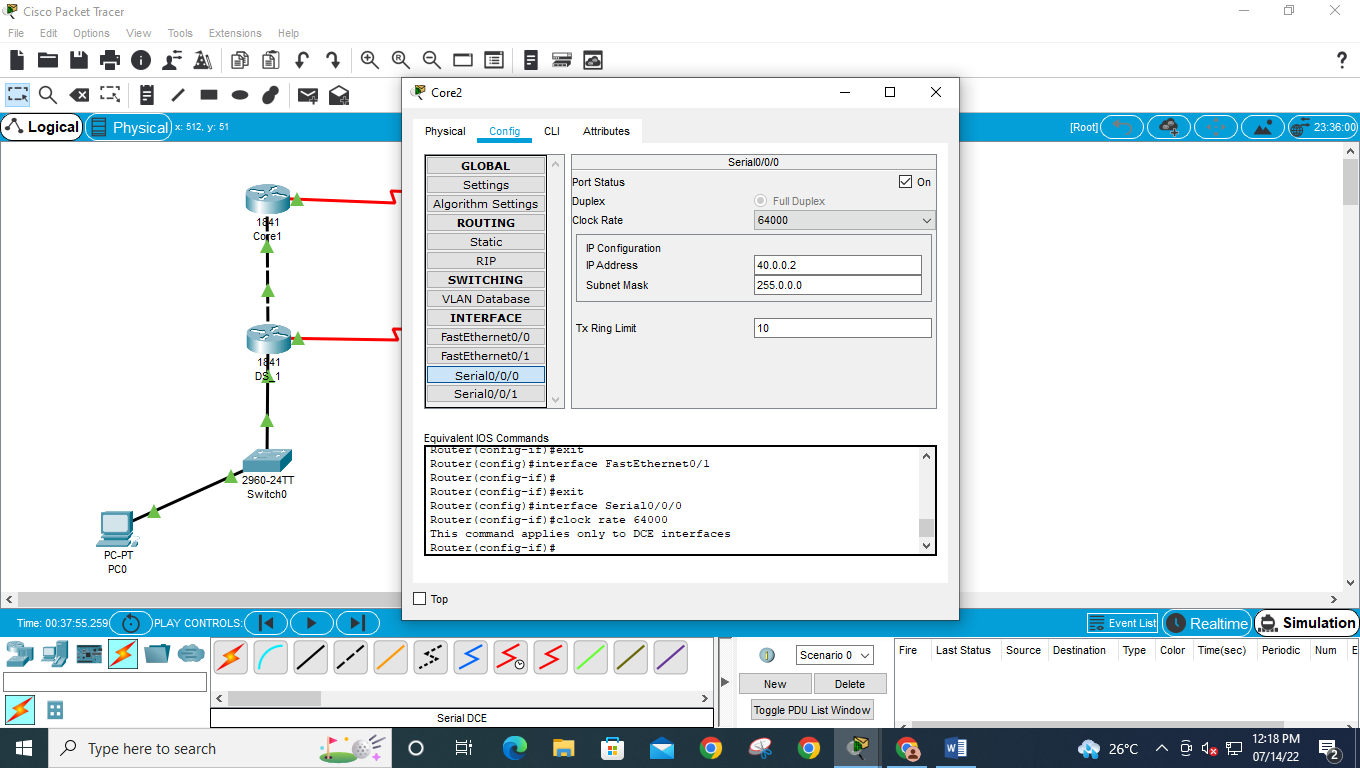 Cisco Packet Tracer
File Edit Options View Tools Extensions Help
Logical
Physical
x: 512, y: 51
[Root]
23:36:00
1841
Core1
1841
2960-24TT
Switch0
PC-PT
PC0
Core2
Physical Config CLI Attributes
GLOBAL
Settings
Algorithm Settings
ROUTING
Static
RIP
SWITCHING
VLAN Database
INTERFACE
FastEthernet0/0
FastEthernet0/1
Serial0/0/0
Serial0/0/1
Serial0/0/0
Port Status On
Duplex Full Duplex
Clock Rate 64000
IP Configuration
IP Address 40.0.0.2
Subnet Mask 255.0.0.0
Tx Ring Limit 10
Equivalent IOS Commands
Router(config-if)#exit
Router(config)#interface FastEthernet0/1
Router(config-if)#
Router(config-if)#exit
Router(config)#interface Serial0/0/0
Router(config-if)#clock rate 64000
This command applies only to DCE interfaces
Router(config-if)#
Top
Time: 00:37:55.259 PLAY CONTROLS:
Event List Realtime Simulation
Scenario 0
New Delete
Toggle PDU List Window
Fire Last Status Source Destination Type Color Time(sec) Periodic Num E
Serial DCE
Type here to search
26°C
12:18 PM
07/14/22
2